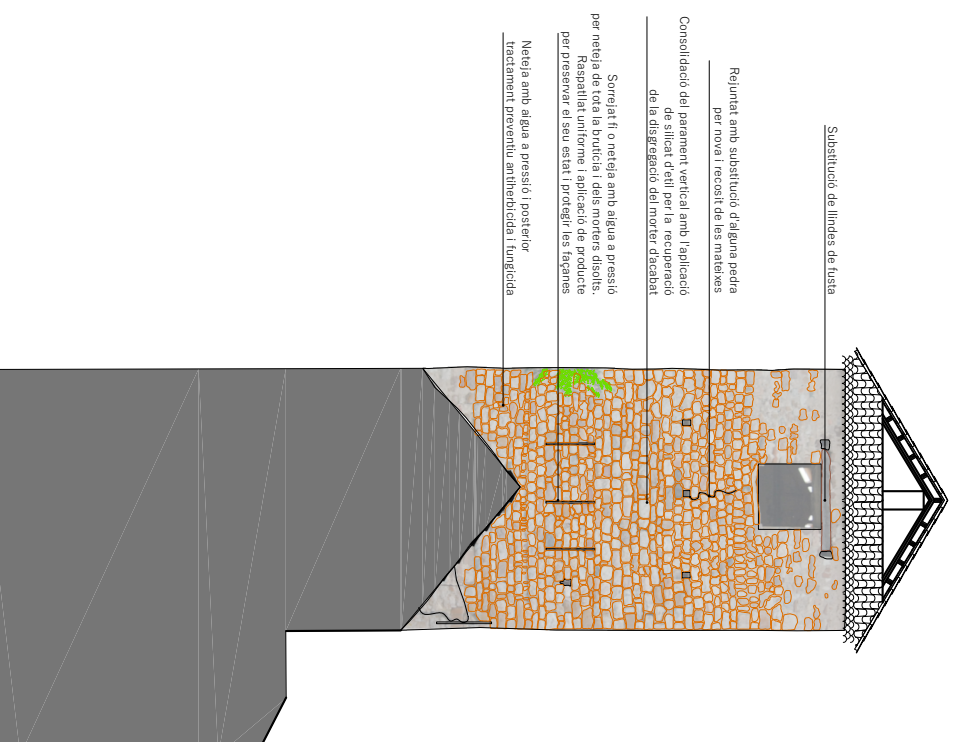 Substitució de llindes de fusta
Rejuntat amb substitució d'alguna pedra
per nova i recosit de les mateixes
Consolidació del parament vertical amb l'aplicació
de silicat d'etil per la recuperació
de la disgregació del morter d'acabat
Sorrejat fi o neteja amb aigua a pressió
per neteja de tota la brutícia i dels morters disolts.
Raspatllat uniforme i aplicació de producte
per preservar el seu estat i protegir les façanes
Neteja amb aigua a pressió i posterior
tractament preventiu antiherbicida i fungicida